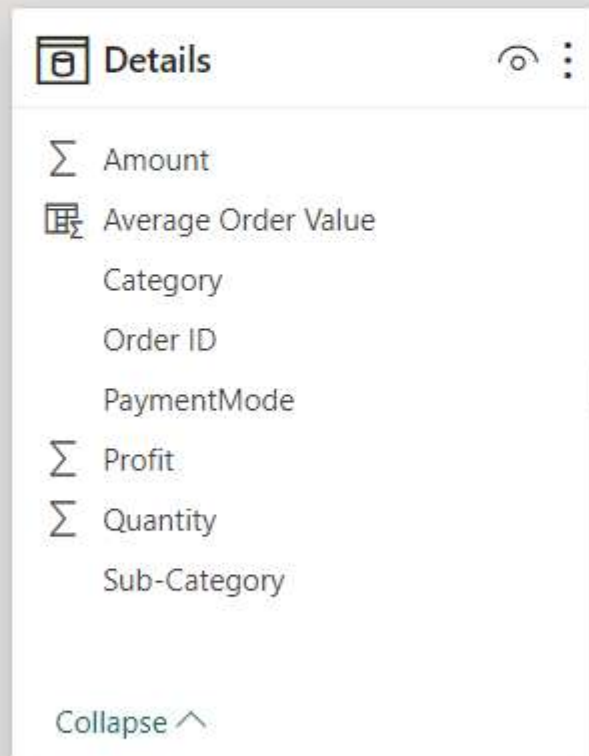 Details
Amount
Average Order Value
Category
Order ID
PaymentMode
Profit
Quantity
Sub-Category
Collapse